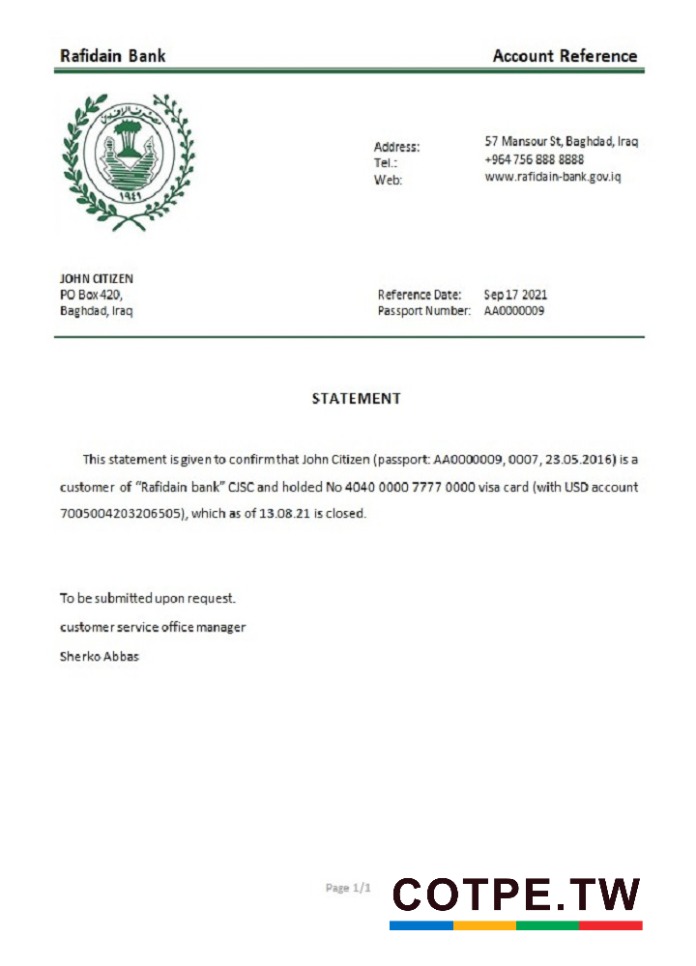 Rafidain Bank Account Reference
مصرف الرافدين
١٩٤١
Address: 57 Mansour St, Baghdad, Iraq
Tel.: +964 756 888 8888
Web: www.rafidain-bank.gov.iq
JOHN CITIZEN
PO Box 420,
Baghdad, Iraq
Reference Date: Sep 17 2021
Passport Number: AA0000009
STATEMENT
This statement is given to confirm that John Citizen (passport: AA0000009, 0007, 23.05.2016) is a
customer of "Rafidain bank" CJSC and holded No 4040 0000 7777 0000 visa card (with USD account
7005004203206505), which as of 13.08.21 is closed.
To be submitted upon request.
customer service office manager
Sherko Abbas
Page 1/1
COTPE.TW